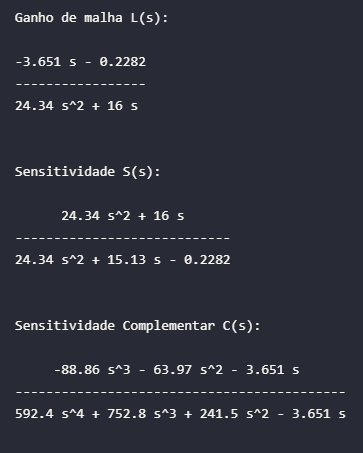 Ganho de malha L(s):
-3.651 s - 0.2282
-----------------
24.34 s^2 + 16 s
Sensitividade S(s):
24.34 s^2 + 16 s
----------------------------
24.34 s^2 + 15.13 s - 0.2282
Sensitividade Complementar C(s):
-88.86 s^3 - 63.97 s^2 - 3.651 s
-------------------------------------------
592.4 s^4 + 752.8 s^3 + 241.5 s^2 - 3.651 s